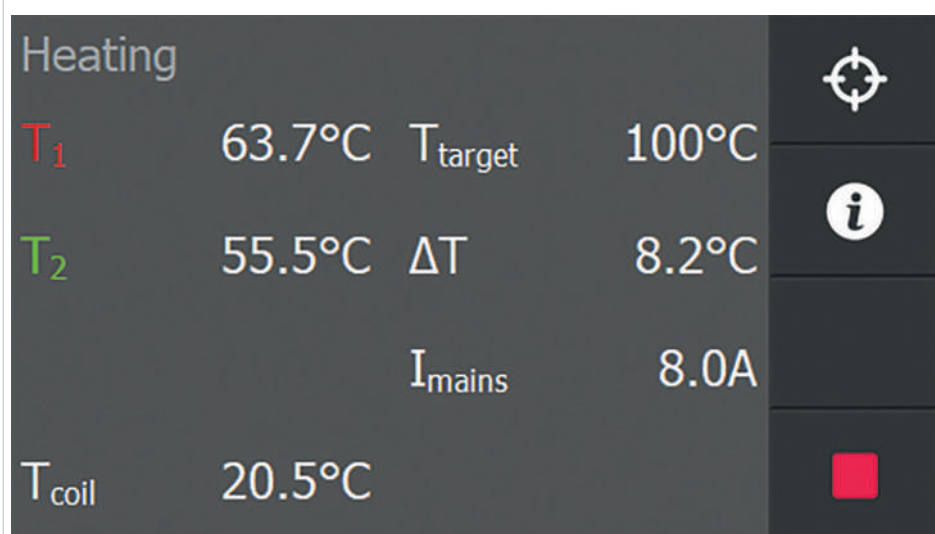 Heating
T1 63.7°C Ttarget 100°C
T2 55.5°C ΔT 8.2°C
Imains 8.0A
Tcoil 20.5°C